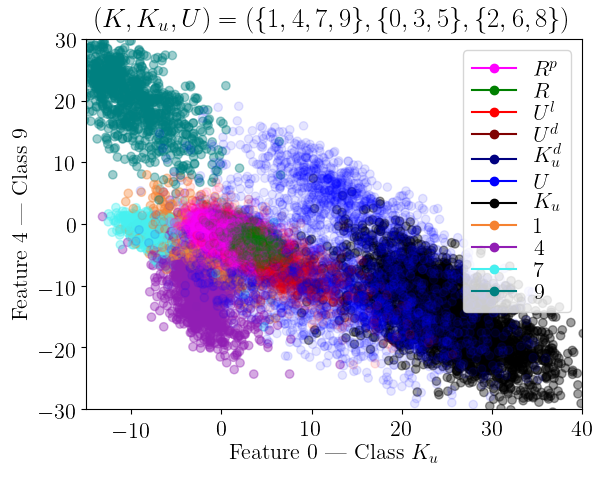 (K, K_u, U) = ({1, 4, 7, 9}, {0, 3, 5}, {2, 6, 8})
30
20
10
0
−10
−20
−30
Feature 4 — Class 9
R^p
R
U^l
U^d
K_u^d
U
K_u
1
4
7
9
−10
0
10
20
30
40
Feature 0 — Class K_u